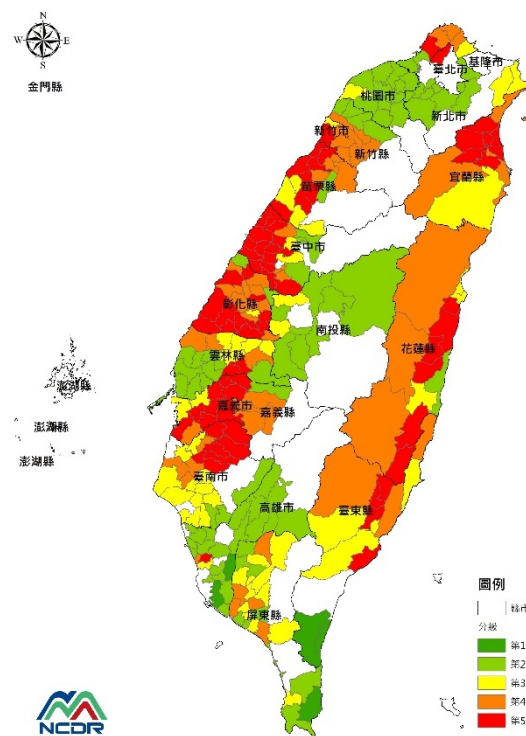 N
W
E
S
金門縣
基隆市
臺北市
桃園市
新北市
新竹市
新竹縣
苗栗縣
宜蘭縣
臺中市
彰化縣
南投縣
花蓮縣
雲林縣
澎湖縣
嘉義市
嘉義縣
澎湖縣
澎湖縣
臺南市
高雄市
臺東縣
屏東縣
圖例
縣市
分級
第1
第2
第3
第4
第5
NCDR